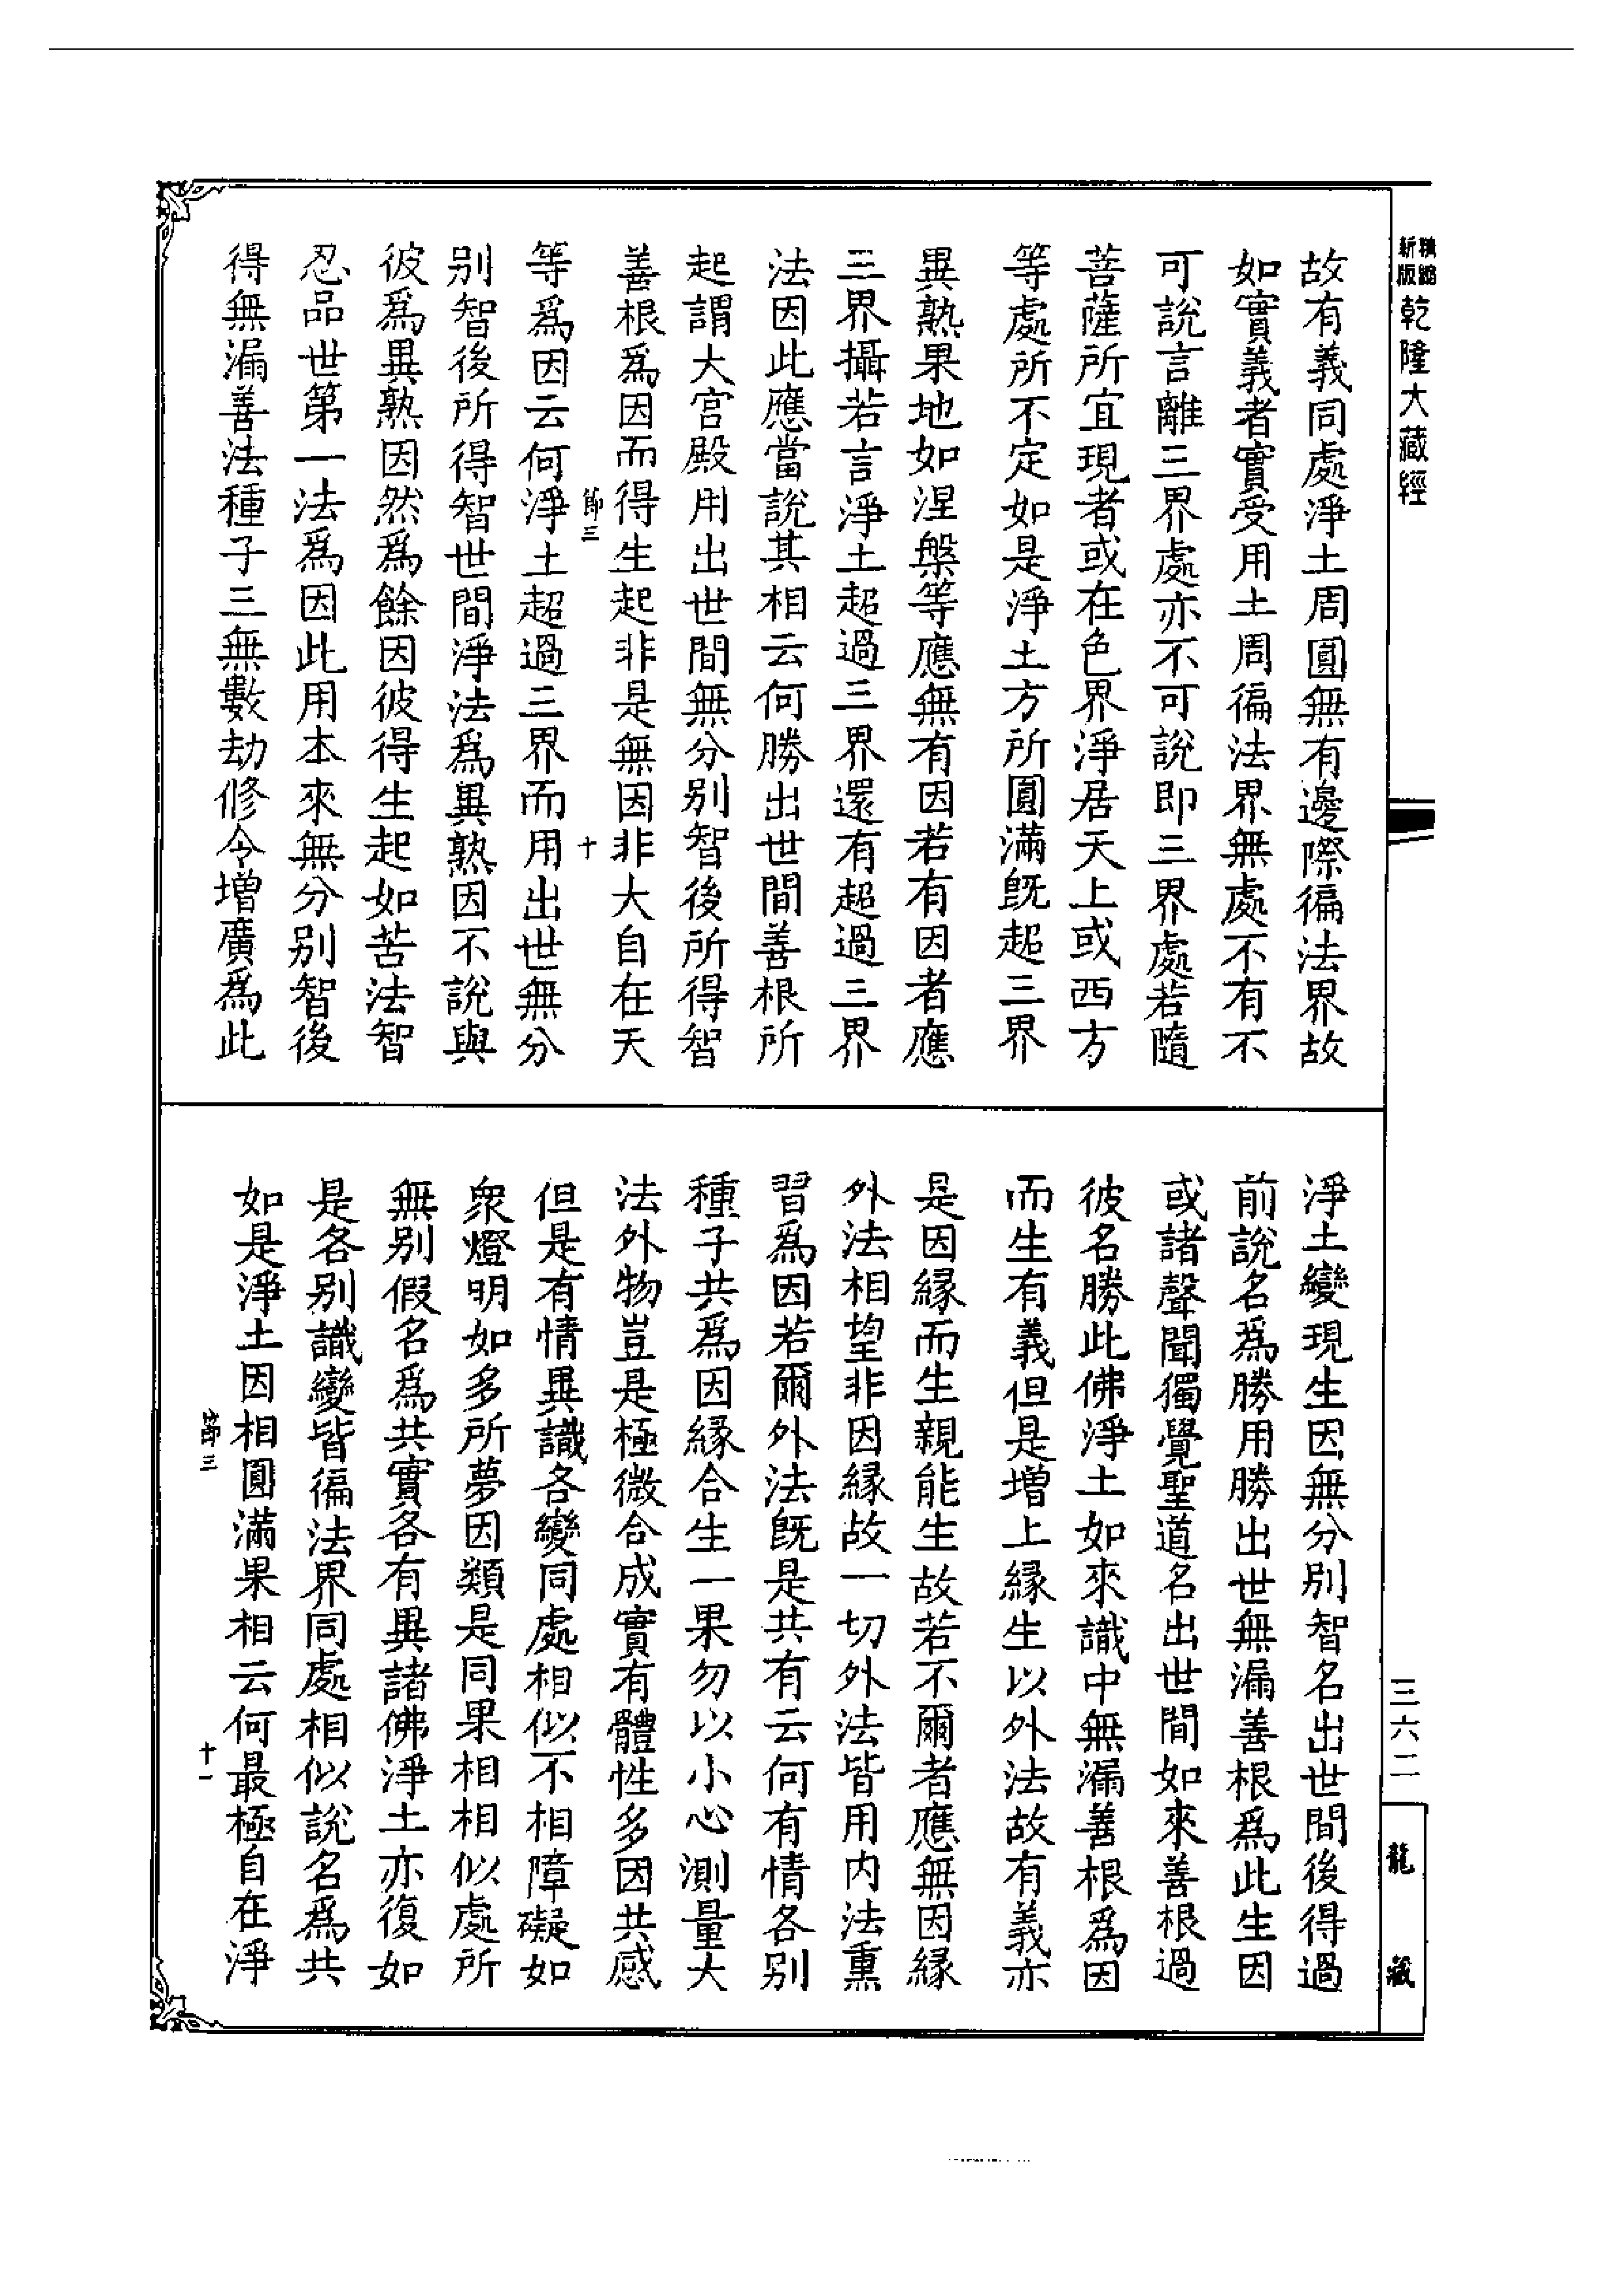 精縮新版乾隆大藏經
故有義同處淨土周圓無有邊際徧法界故
如實義者實受用土周徧法界無處不有不
可說言離三界處亦不可說即三界處若隨
菩薩所宜現者或在色界淨居天上或西方
等處所不定如是淨土方所圓滿旣超三界
異熟果地如涅槃等應無有因若有因者應
三界攝若言淨土超過三界還有超過三界
法因此應當說其相云何勝出世間善根所
起謂大宮殿用出世間無分別智後所得智
善根爲因而得生起非是無因非大自在天
節三
十
等爲因云何淨土超過三界而用出世無分
別智後所得智世間淨法爲異熟因不說與
彼爲異熟因然爲餘因彼得生起如苦法智
忍品世第一法爲因此用本來無分別智後
得無漏善法種子三無數劫修令增廣爲此
淨土變現生因無分別智名出世間後得過
前說名爲勝用勝出世無漏善根爲此生因
或諸聲聞獨覺聖道名出世間如來善根過
彼名勝此佛淨土如來識中無漏善根爲因
而生有義但是增上緣生以外法故有義亦
是因緣而生親能生故若不爾者應無因緣
外法相望非因緣故一切外法皆用內法熏
習爲因若爾外法旣是共有云何有情各別
種子共爲因緣合生一果勿以小心測量大
法外物豈是極微合成實有體性多因共感
但是有情異識各變同處相似不相障礙如
衆燈明如多所夢因類是同果相相似處所
無別假名爲共實各有異諸佛淨土亦復如
是各別識變皆徧法界同處相似說名爲共
如是淨土因相圓滿果相云何最極自在淨
節三
十一
三六二
龍藏